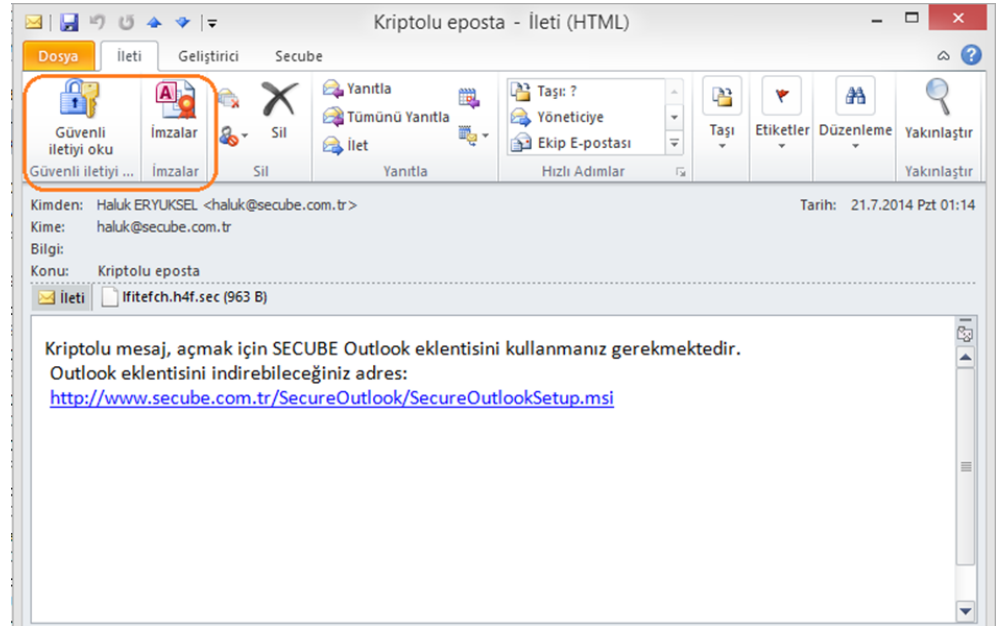 Kriptolu eposta - İleti (HTML)
Dosya İleti Geliştirici Secube
Güvenli iletiyi oku
İmzalar
Sil
Yanıtla
Tümünü Yanıtla
İlet
Taşı: ?
Yöneticiye
Ekip E-postası
Taşı
Etiketler
Düzenleme
Yakınlaştır
Güvenli iletiyi ... İmzalar Sil Yanıtla Hızlı Adımlar Yakınlaştır
Kimden: Haluk ERYUKSEL <haluk@secube.com.tr> Tarih: 21.7.2014 Pzt 01:14
Kime: haluk@secube.com.tr
Bilgi:
Konu: Kriptolu eposta
İleti lfitefch.h4f.sec (963 B)
Kriptolu mesaj, açmak için SECUBE Outlook eklentisini kullanmanız gerekmektedir.
Outlook eklentisini indirebileceğiniz adres:
http://www.secube.com.tr/SecureOutlook/SecureOutlookSetup.msi